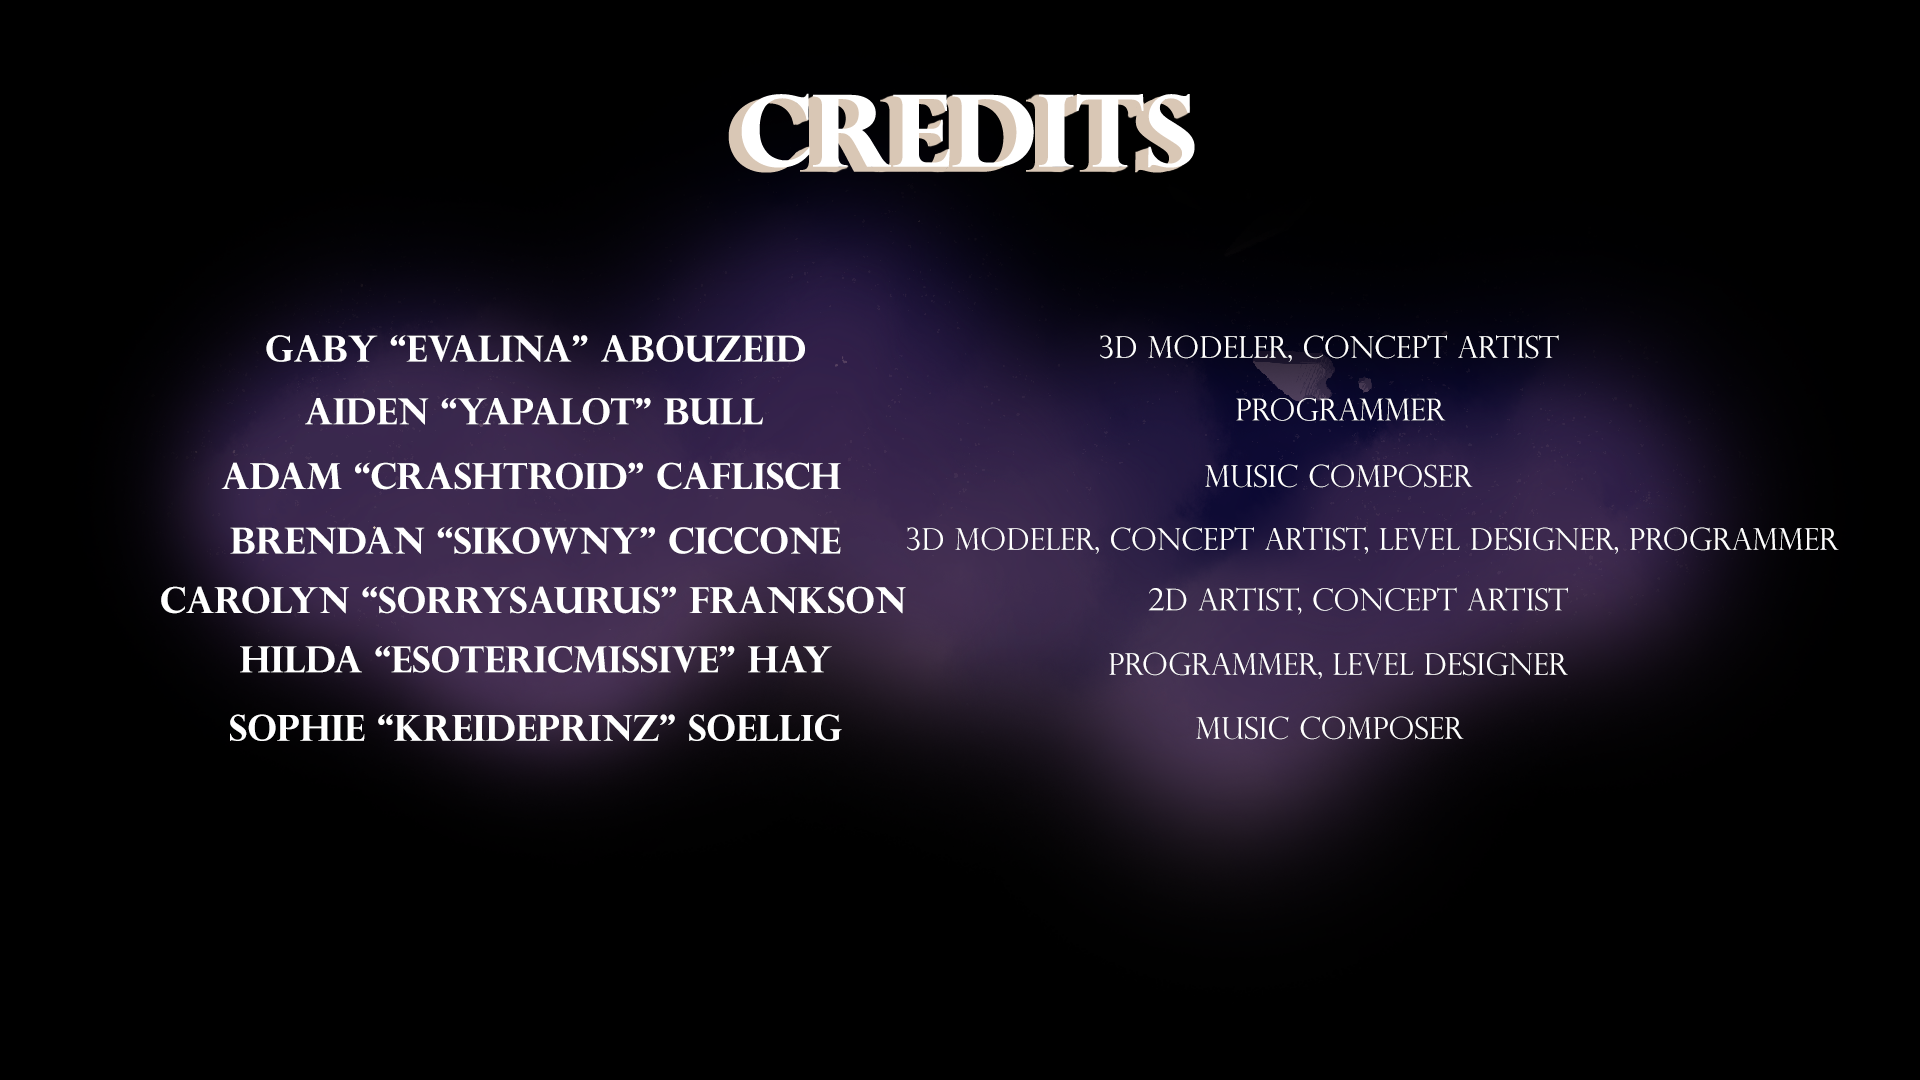 CREDITS
GABY “EVALINA” ABOUZEID 3D MODELER, CONCEPT ARTIST
AIDEN “YAPALOT” BULL PROGRAMMER
ADAM “CRASHTROID” CAFLISCH MUSIC COMPOSER
BRENDAN “SIKOWNY” CICCONE 3D MODELER, CONCEPT ARTIST, LEVEL DESIGNER, PROGRAMMER
CAROLYN “SORRYSAURUS” FRANKSON 2D ARTIST, CONCEPT ARTIST
HILDA “ESOTERICMISSIVE” HAY PROGRAMMER, LEVEL DESIGNER
SOPHIE “KREIDEPRINZ” SOELLIG MUSIC COMPOSER